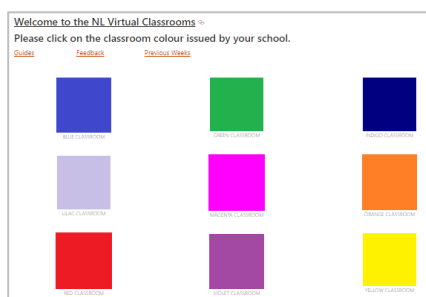 Welcome to the NL Virtual Classrooms
Please click on the classroom colour issued by your school.
Guides Feedback Previous Weeks
BLUE CLASSROOM GREEN CLASSROOM INDIGO CLASSROOM
LILAC CLASSROOM MAGENTA CLASSROOM ORANGE CLASSROOM
RED CLASSROOM VIOLET CLASSROOM YELLOW CLASSROOM